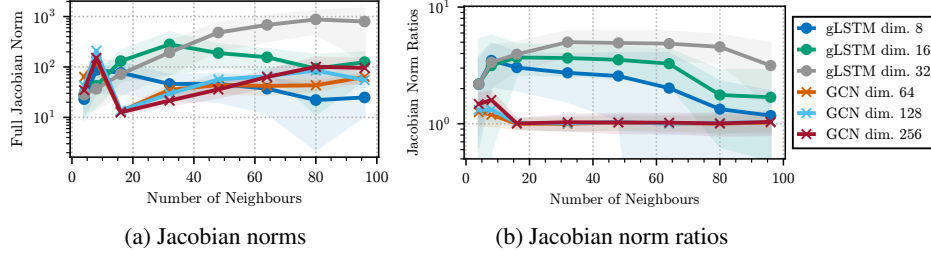 Full Jacobian Norm
10³
10²
10¹
0 20 40 60 80 100
Number of Neighbours
(a) Jacobian norms
Jacobian Norm Ratios
10¹
10⁰
0 20 40 60 80 100
Number of Neighbours
(b) Jacobian norm ratios
gLSTM dim. 8
gLSTM dim. 16
gLSTM dim. 32
GCN dim. 64
GCN dim. 128
GCN dim. 256